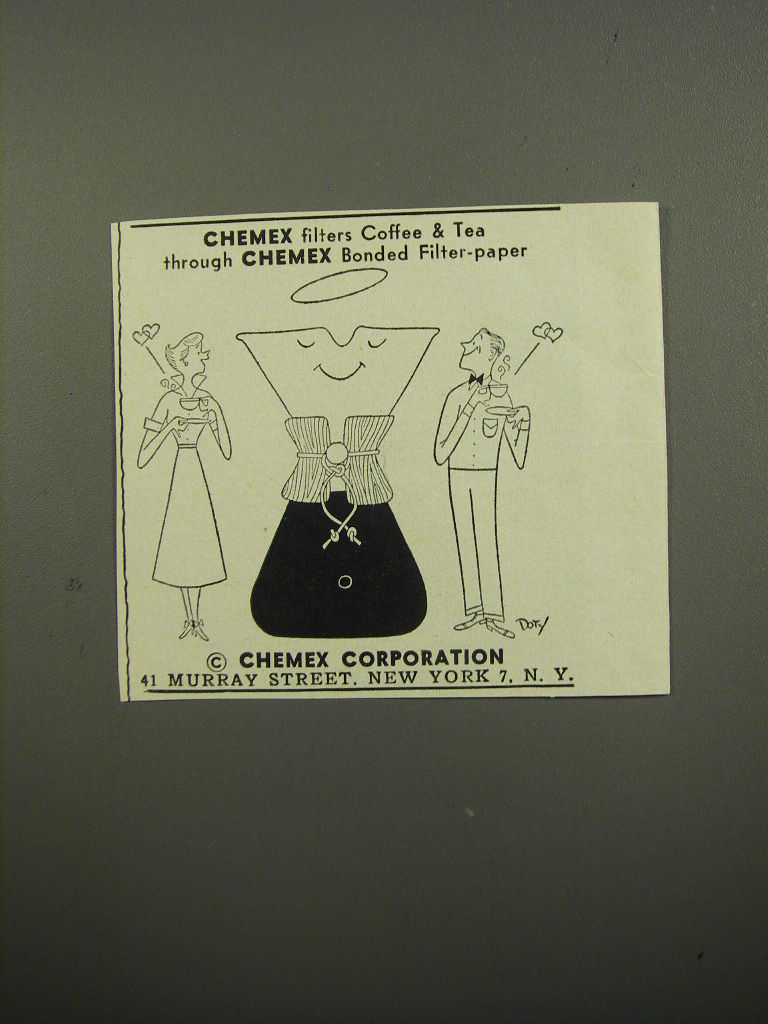 CHEMEX filters Coffee & Tea
through CHEMEX Bonded Filter-paper
Doty
© CHEMEX CORPORATION
41 MURRAY STREET, NEW YORK 7, N. Y.